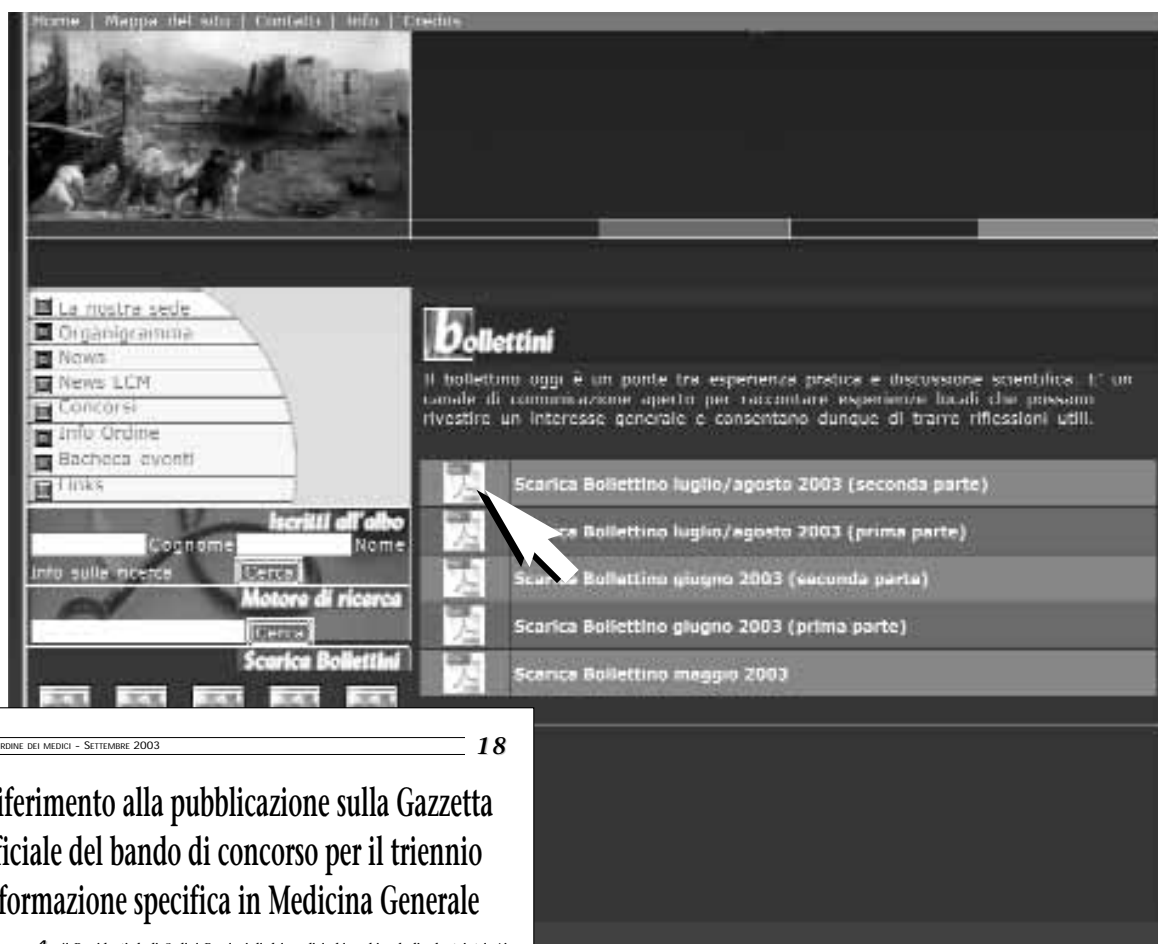 Home | Mappa del sito | Contatti | Info | Credits
La nostra sede
Organigramma
News
News LCM
Concorsi
Info Ordine
Bacheca eventi
Links
Iscritti all'albo
Cognome Nome
Info sulle ricerce Cerca
Motore di ricerca
Cerca
Scarica Bollettini
bollettini
Il bollettino oggi è un ponte tra esperienza pratica e discussione scientifica. E' un
canale di comunicazione aperto per raccontare esperienze locali che possano
rivestire un interesse generale e consentano dunque di trarre riflessioni utili.
Scarica Bollettino luglio/agosto 2003 (seconda parte)
Bollettino luglio/agosto 2003 (prima parte)
Scarica Bollettino giugno 2003 (seconda parte)
Scarica Bollettino giugno 2003 (prima parte)
Scarica Bollettino maggio 2003
RDINE DEI MEDICI - SETTEMBRE 2003 18
iferimento alla pubblicazione sulla Gazzetta
ficiale del bando di concorso per il triennio
formazione specifica in Medicina Generale